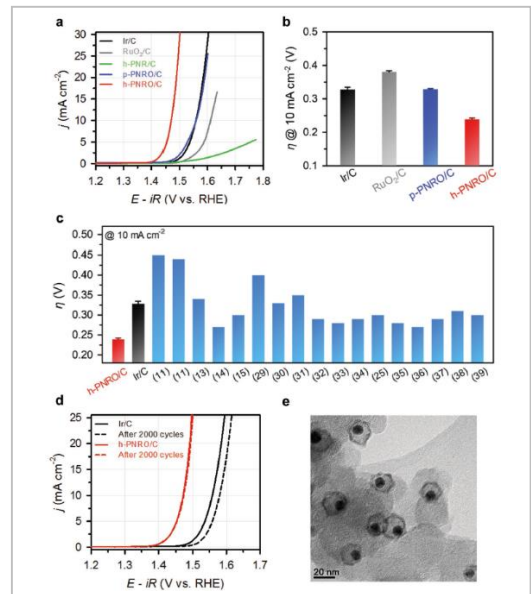 a
j (mA cm⁻²)
30
25
20
15
10
5
0
Ir/C
RuO₂/C
h-PNR/C
p-PNRO/C
h-PNRO/C
1.2 1.3 1.4 1.5 1.6 1.7 1.8
E - iR (V vs. RHE)
b
η @ 10 mA cm⁻² (V)
0.5
0.4
0.3
0.2
0.1
Ir/C RuO₂/C p-PNRO/C h-PNRO/C
c
@ 10 mA cm⁻²
η (V)
0.50
0.45
0.40
0.35
0.30
0.25
0.20
h-PNRO/C Ir/C (11) (11) (13) (14) (15) (29) (30) (31) (32) (33) (34) (25) (35) (36) (37) (38) (39)
d
j (mA cm⁻²)
25
20
15
10
5
0
Ir/C
After 2000 cycles
h-PNRO/C
After 2000 cycles
1.2 1.3 1.4 1.5 1.6 1.7
E - iR (V vs. RHE)
e
20 nm